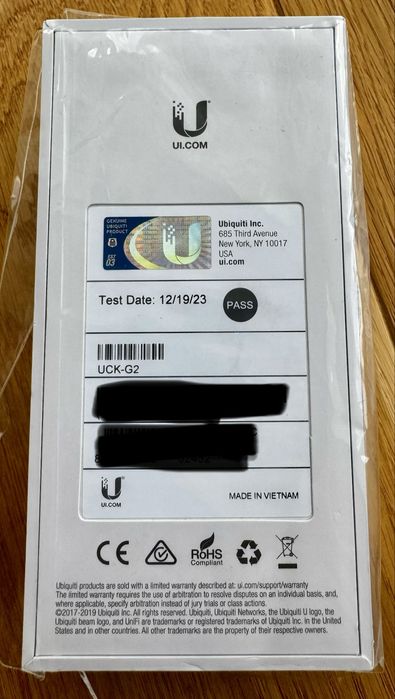 UI.COM
GENUINE
UBIQUITI
PRODUCT
U
Ubiquiti Inc.
685 Third Avenue
New York, NY 10017
USA
ui.com
Test Date: 12/19/23
PASS
UCK-G2
UI.COM
MADE IN VIETNAM
CE
RoHS
Compliant
Ubiquiti products are sold with a limited warranty described at: ui.com/support/warranty
The limited warranty requires the use of arbitration to resolve disputes on an individual basis, and,
where applicable, specify arbitration instead of jury trials or class actions.
©2017-2019 Ubiquiti Inc. All rights reserved. Ubiquiti, Ubiquiti Networks, the Ubiquiti U logo, the
Ubiquiti beam logo, and UniFi are trademarks or registered trademarks of Ubiquiti Inc. in the United
States and in other countries. All other trademarks are the property of their respective owners.